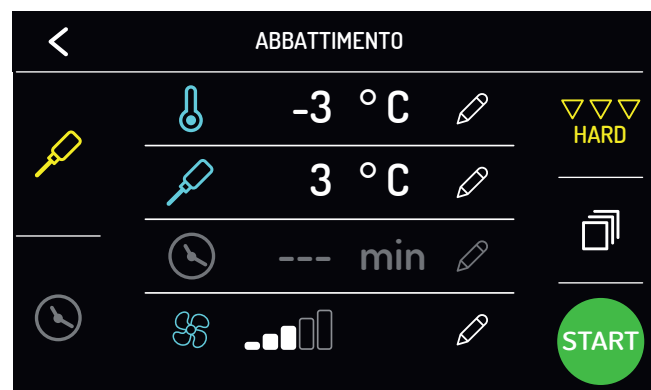 ABBATTIMENTO
-3 °C
HARD
3 °C
--- min
START